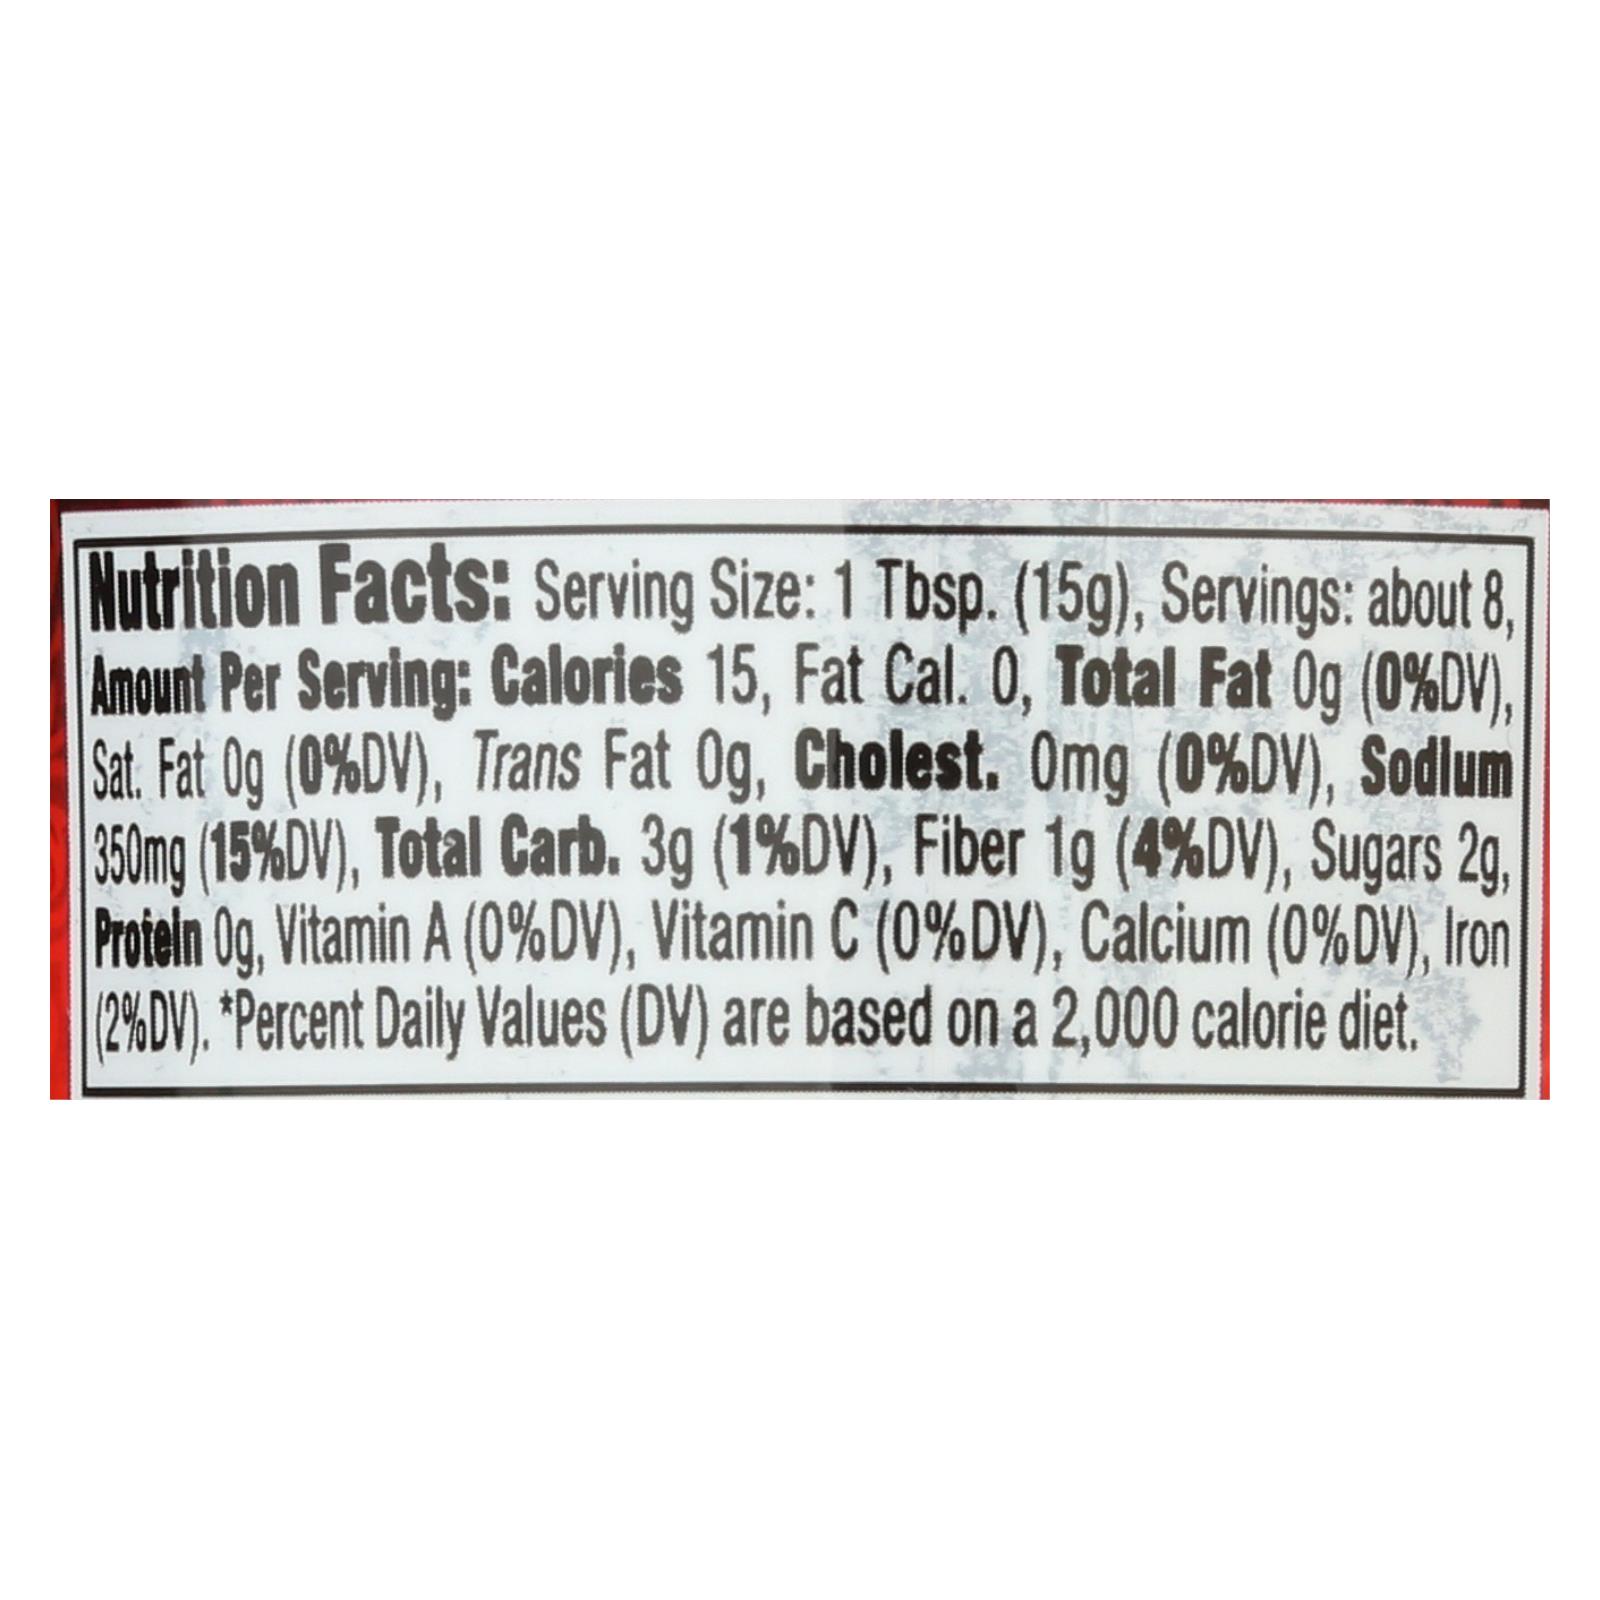 Nutrition Facts: Serving Size: 1 Tbsp. (15g), Servings: about 8,
Amount Per Serving: Calories 15, Fat Cal. 0, Total Fat 0g (0%DV),
Sat. Fat 0g (0%DV), Trans Fat 0g, Cholest. 0mg (0%DV), Sodium
350mg (15%DV), Total Carb. 3g (1%DV), Fiber 1g (4%DV), Sugars 2g,
Protein 0g, Vitamin A (0%DV), Vitamin C (0%DV), Calcium (0%DV), Iron
(2%DV). *Percent Daily Values (DV) are based on a 2,000 calorie diet.